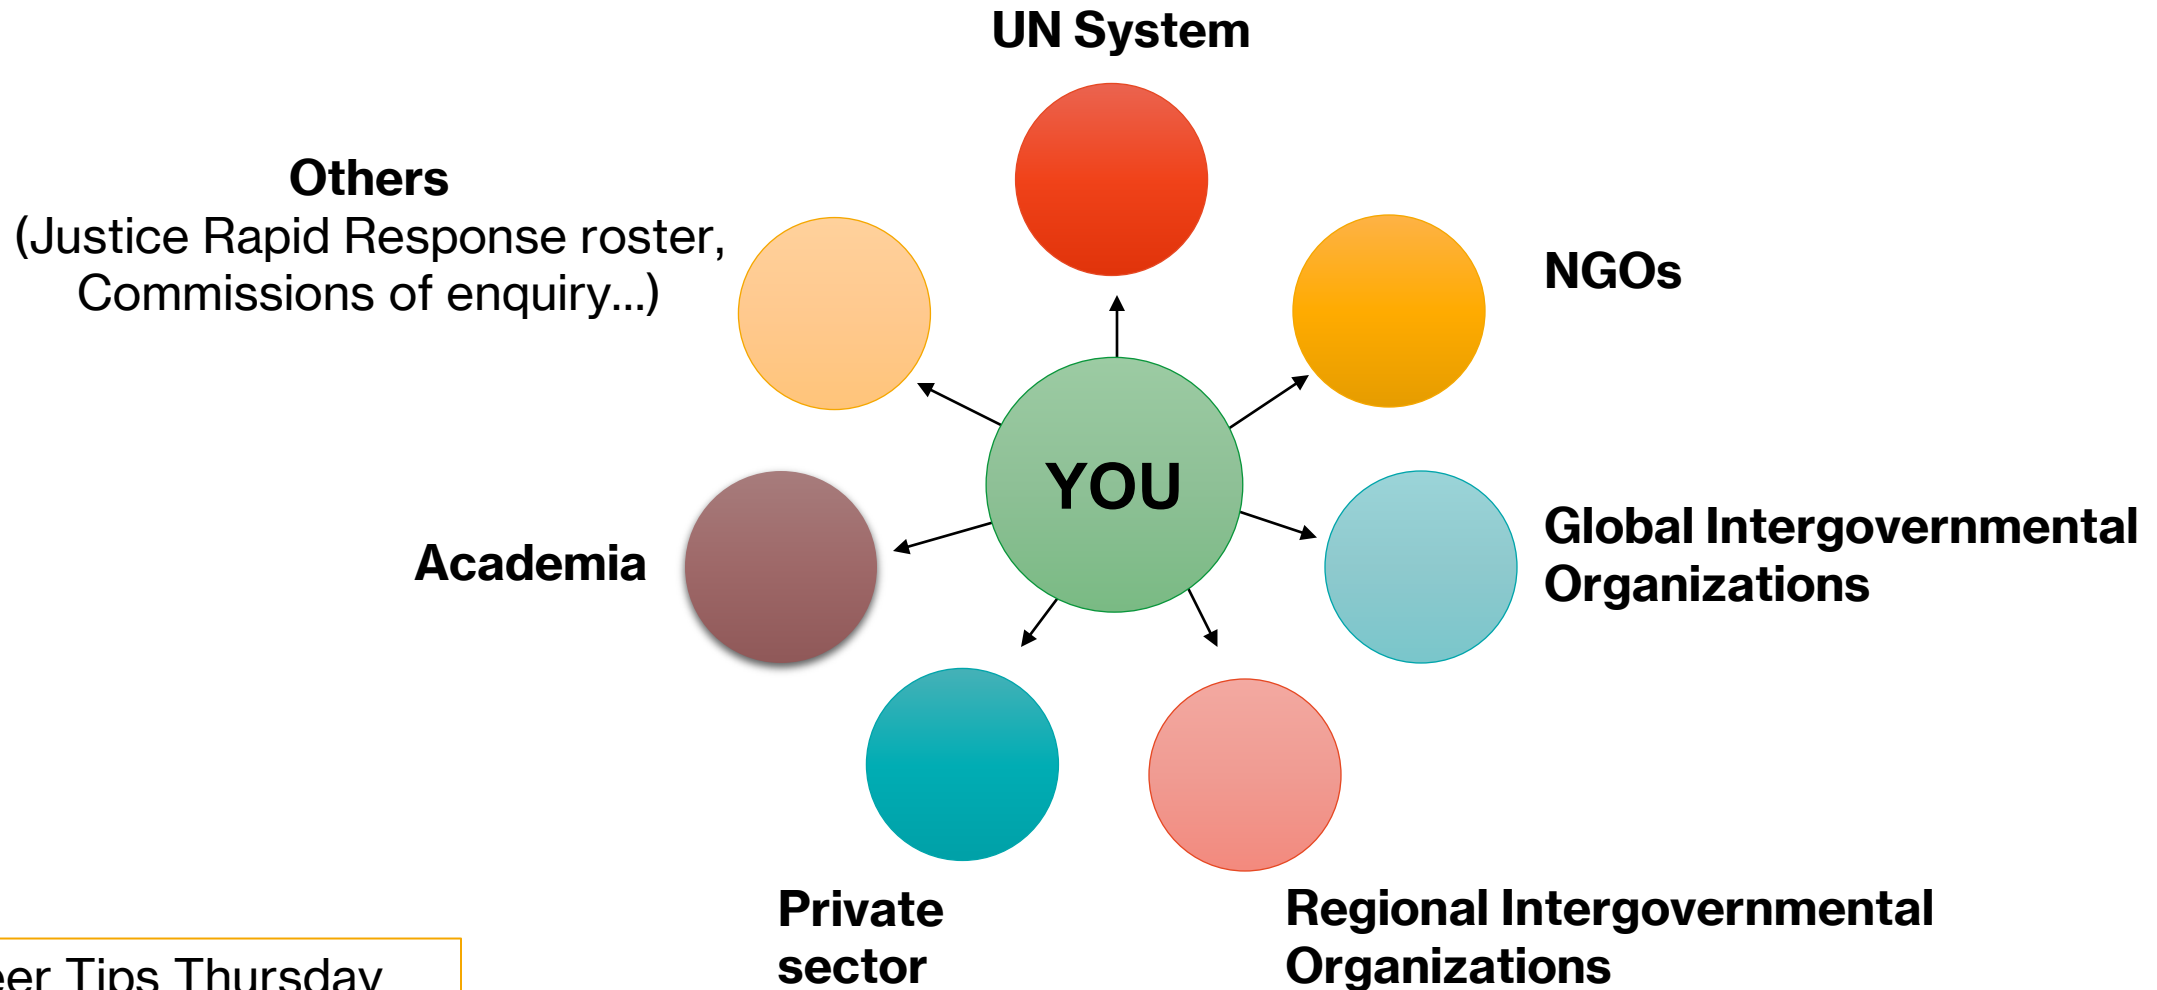 UN System
Others
(Justice Rapid Response roster,
Commissions of enquiry...)
NGOs
YOU
Global Intergovernmental
Organizations
Academia
Private
sector
Regional Intergovernmental
Organizations
Tips Thursday